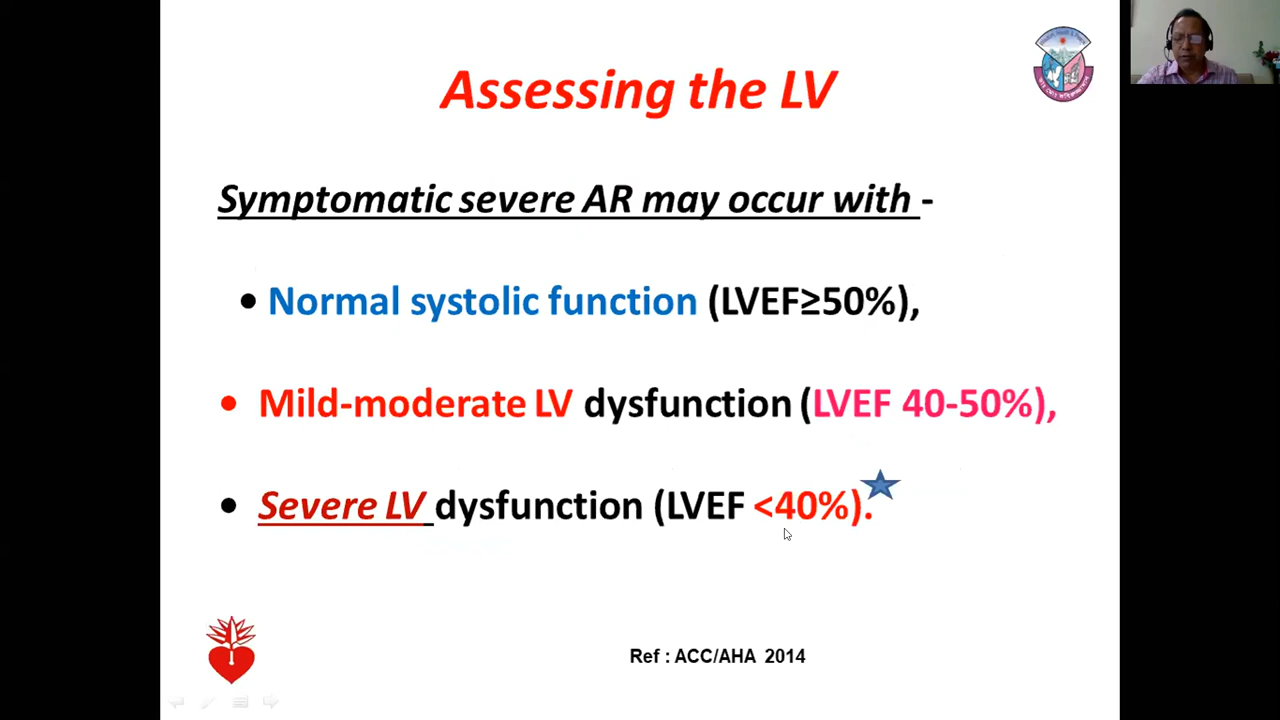 Assessing the LV
Symptomatic severe AR may occur with -
• Normal systolic function (LVEF≥50%),
• Mild-moderate LV dysfunction (LVEF 40-50%),
• Severe LV dysfunction (LVEF <40%).
Ref : ACC/AHA 2014